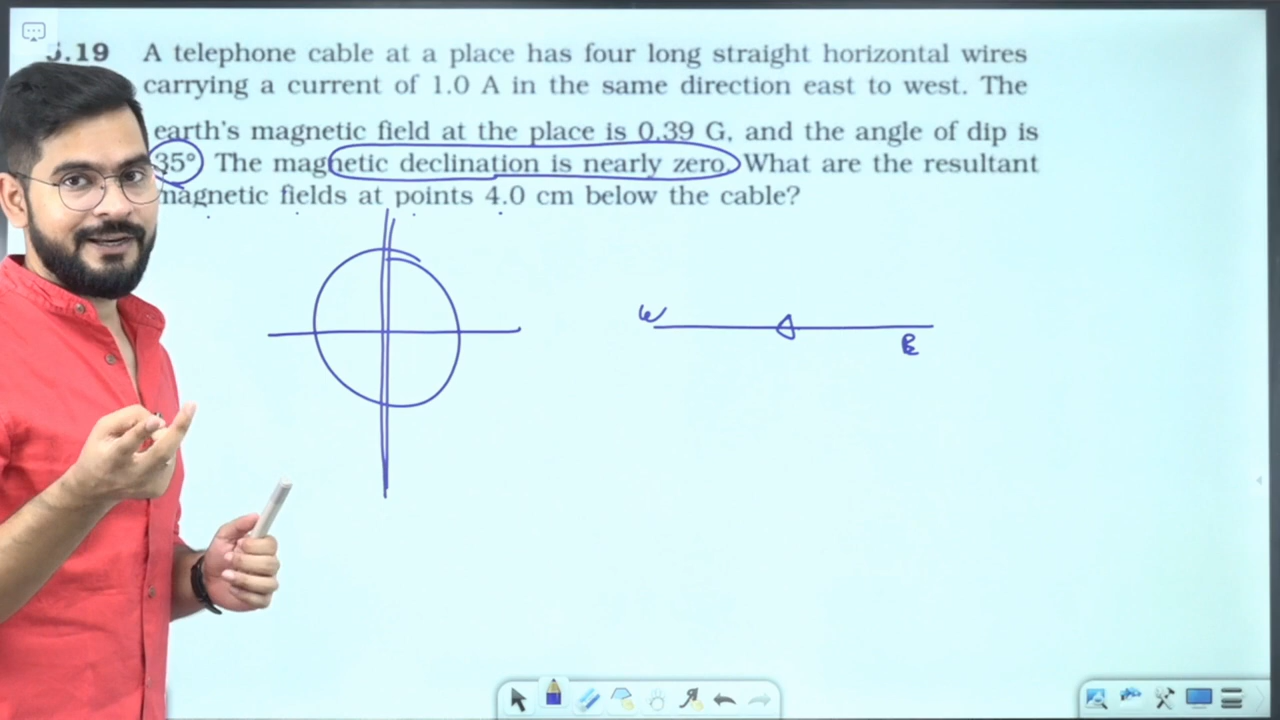 5.19 A telephone cable at a place has four long straight horizontal wires
carrying a current of 1.0 A in the same direction east to west. The
earth's magnetic field at the place is 0.39 G, and the angle of dip is
35° The magnetic declination is nearly zero. What are the resultant
magnetic fields at points 4.0 cm below the cable?
W
E